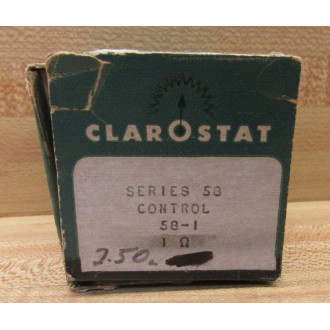 CLAROSTAT
SERIES 58
CONTROL
58-1
1 Ω
2.50